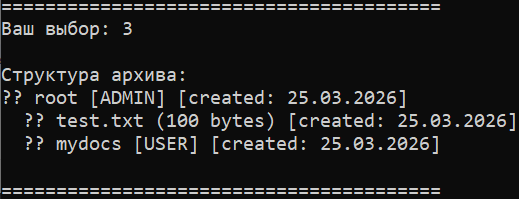 ========================================
Ваш выбор: 3
Структура архива:
?? root [ADMIN] [created: 25.03.2026]
?? test.txt (100 bytes) [created: 25.03.2026]
?? mydocs [USER] [created: 25.03.2026]
========================================